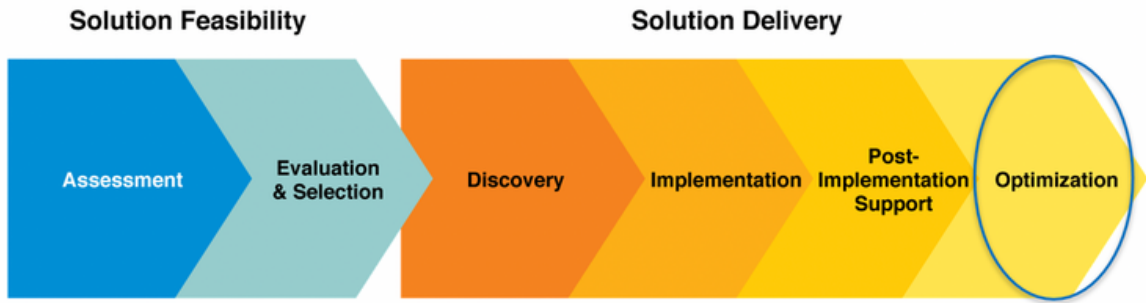 Solution Feasibility
Solution Delivery
Assessment
Evaluation
& Selection
Discovery
Implementation
Post-
Implementation
Support
Optimization